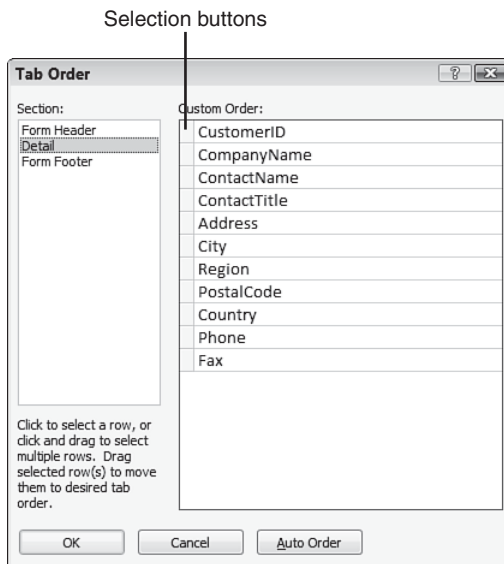 Selection buttons
Tab Order
Section:
Custom Order:
Form Header
Detail
Form Footer
CustomerID
CompanyName
ContactName
ContactTitle
Address
City
Region
PostalCode
Country
Phone
Fax
Click to select a row, or
click and drag to select
multiple rows. Drag
selected row(s) to move
them to desired tab
order.
OK
Cancel
Auto Order